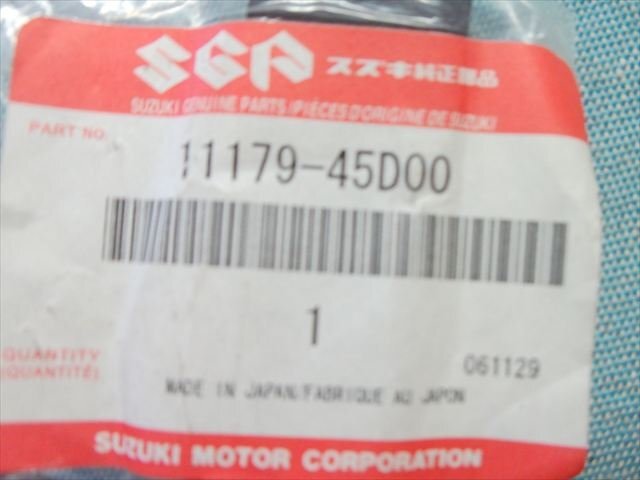 SGP スズキ純正部品
SUZUKI GENUINE PARTS/PIÈCES D'ORIGINE DE SUZUKI
PART NO.
11179-45D00
1
QUANTITY
(QUANTITÉ)
061129
MADE IN JAPAN/FABRIQUE AU JAPON
SUZUKI MOTOR CORPORATION